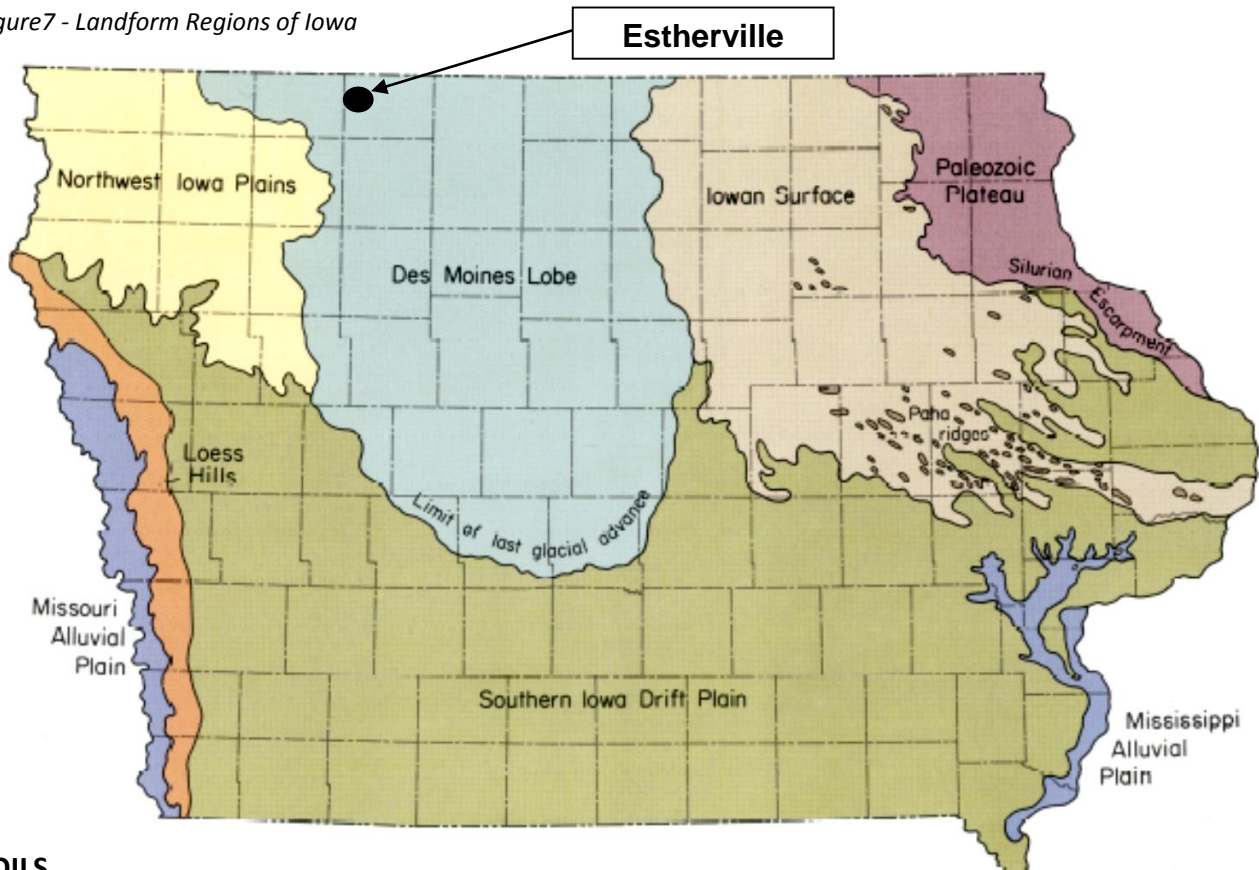 gure7 - Landform Regions of Iowa
Estherville
Northwest Iowa Plains
Des Moines Lobe
Iowan Surface
Paleozoic
Plateau
Silurian
Escarpment
Paha
ridges
Loess
Hills
Limit of last glacial advance
Missouri
Alluvial
Plain
Southern Iowa Drift Plain
Mississippi
Alluvial
Plain
OILS